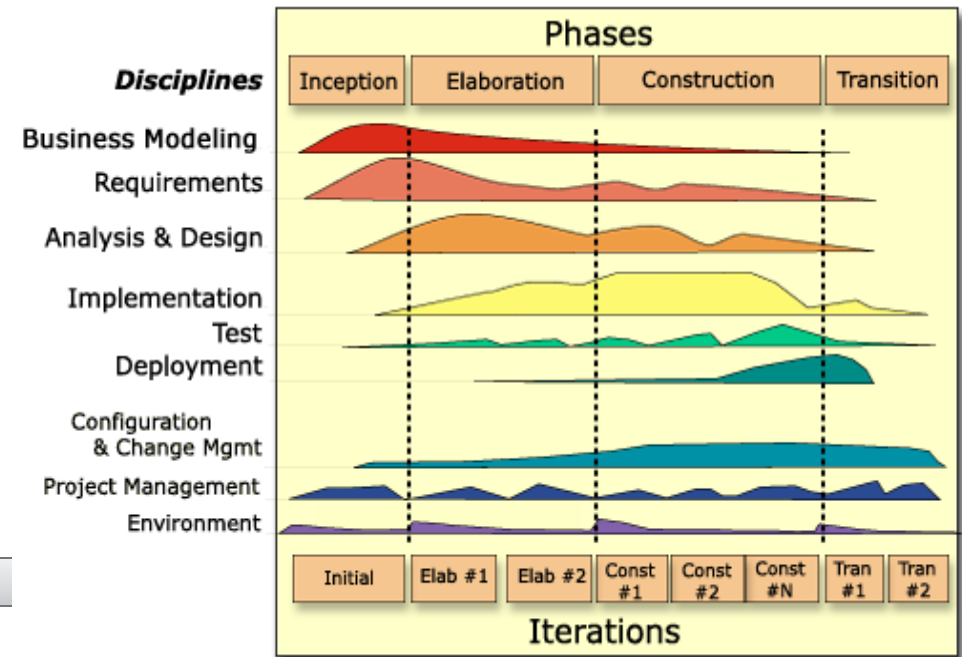 Phases
Disciplines Inception Elaboration Construction Transition
Business Modeling
Requirements
Analysis & Design
Implementation
Test
Deployment
Configuration
& Change Mgmt
Project Management
Environment
Initial Elab #1 Elab #2 Const #1 Const #2 Const #N Tran #1 Tran #2
Iterations